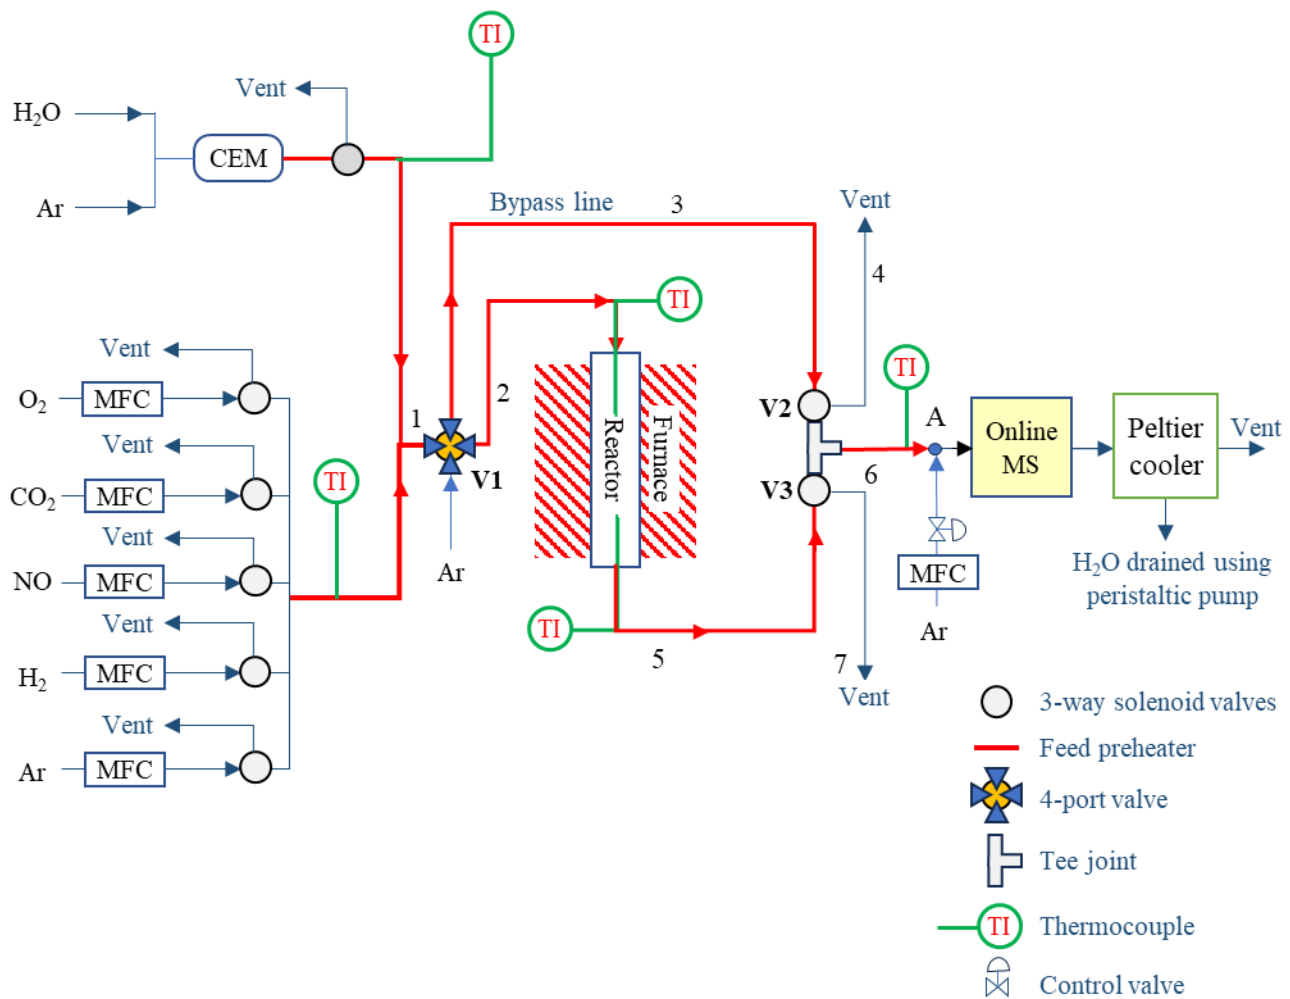 TI
Vent
H₂O
CEM
Ar
Bypass line
3
Vent
4
TI
Vent
O₂
MFC
2
TI
1
V2
A
Online
MS
Peltier
cooler
Vent
Vent
CO₂
MFC
TI
V1
Reactor
Furnace
V3
6
Vent
NO
MFC
Ar
MFC
H₂O drained using
peristaltic pump
Vent
H₂
MFC
TI
5
7
Vent
Ar
Vent
Ar
MFC
3-way solenoid valves
Feed preheater
4-port valve
Tee joint
TI
Thermocouple
Control valve